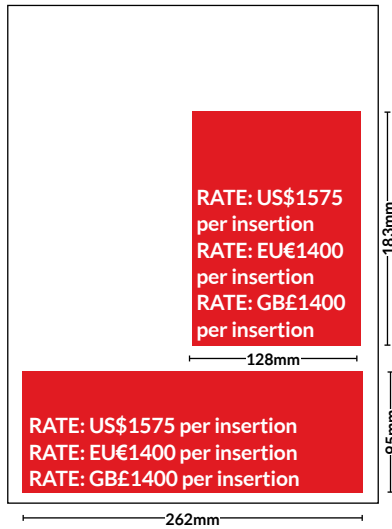 RATE: US$1575
per insertion
RATE: EU€1400
per insertion
RATE: GB£1400
per insertion
183mm
128mm
RATE: US$1575 per insertion
RATE: EU€1400 per insertion
RATE: GB£1400 per insertion
95mm
262mm